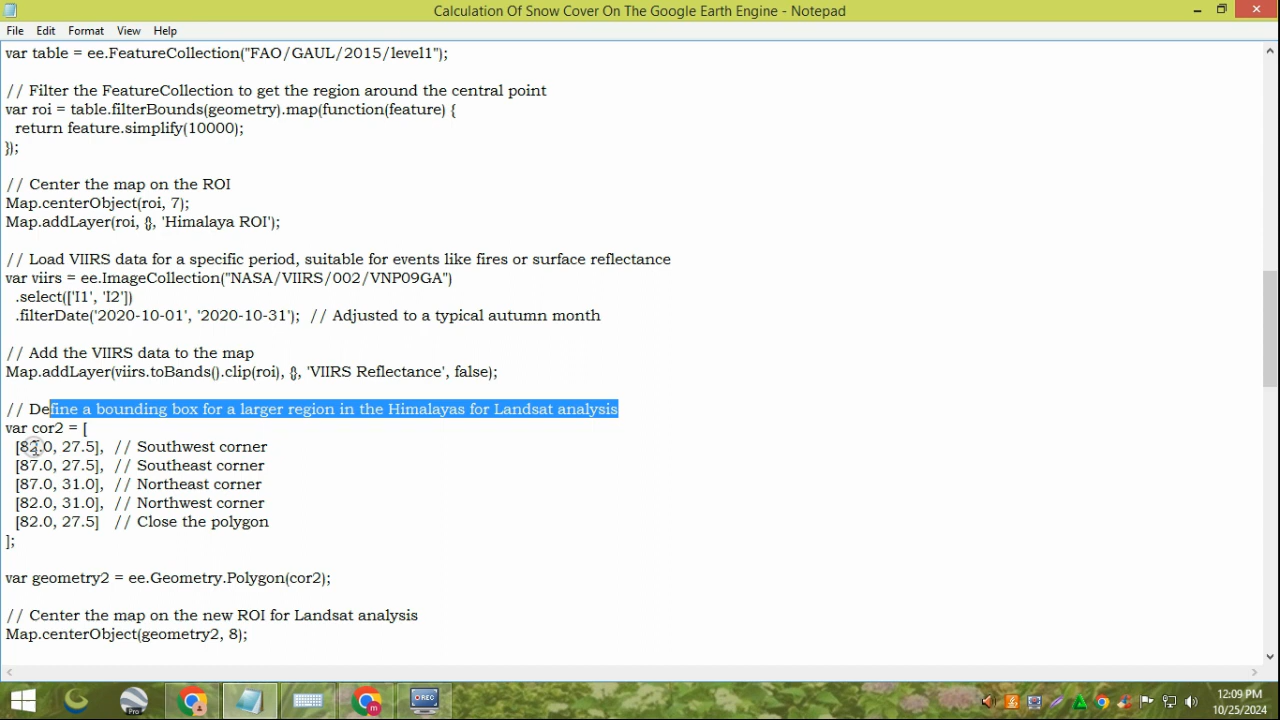 Calculation Of Snow Cover On The Google Earth Engine - Notepad
File Edit Format View Help
var table = ee.FeatureCollection("FAO/GAUL/2015/level1");
// Filter the FeatureCollection to get the region around the central point
var roi = table.filterBounds(geometry).map(function(feature) {
return feature.simplify(10000);
});
// Center the map on the ROI
Map.centerObject(roi, 7);
Map.addLayer(roi, {}, 'Himalaya ROI');
// Load VIIRS data for a specific period, suitable for events like fires or surface reflectance
var viirs = ee.ImageCollection("NASA/VIIRS/002/VNP09GA")
.select(['I1', 'I2'])
.filterDate('2020-10-01', '2020-10-31'); // Adjusted to a typical autumn month
// Add the VIIRS data to the map
Map.addLayer(viirs.toBands().clip(roi), {}, 'VIIRS Reflectance', false);
// Define a bounding box for a larger region in the Himalayas for Landsat analysis
var cor2 = [
[82.0, 27.5], // Southwest corner
[87.0, 27.5], // Southeast corner
[87.0, 31.0], // Northeast corner
[82.0, 31.0], // Northwest corner
[82.0, 27.5] // Close the polygon
];
var geometry2 = ee.Geometry.Polygon(cor2);
// Center the map on the new ROI for Landsat analysis
Map.centerObject(geometry2, 8);
Pro
m
REC
12:09 PM
10/25/2024